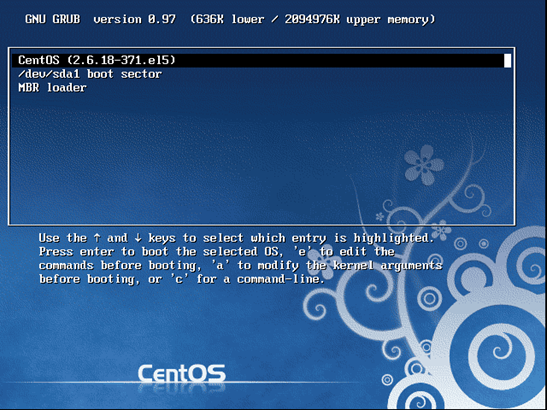 GNU GRUB version 0.97 (636K lower / 2094976K upper memory)
CentOS (2.6.18-371.el5)
/dev/sda1 boot sector
MBR loader
Use the ↑ and ↓ keys to select which entry is highlighted.
Press enter to boot the selected OS, 'e' to edit the
commands before booting, 'a' to modify the kernel arguments
before booting, or 'c' for a command-line.
CentOS